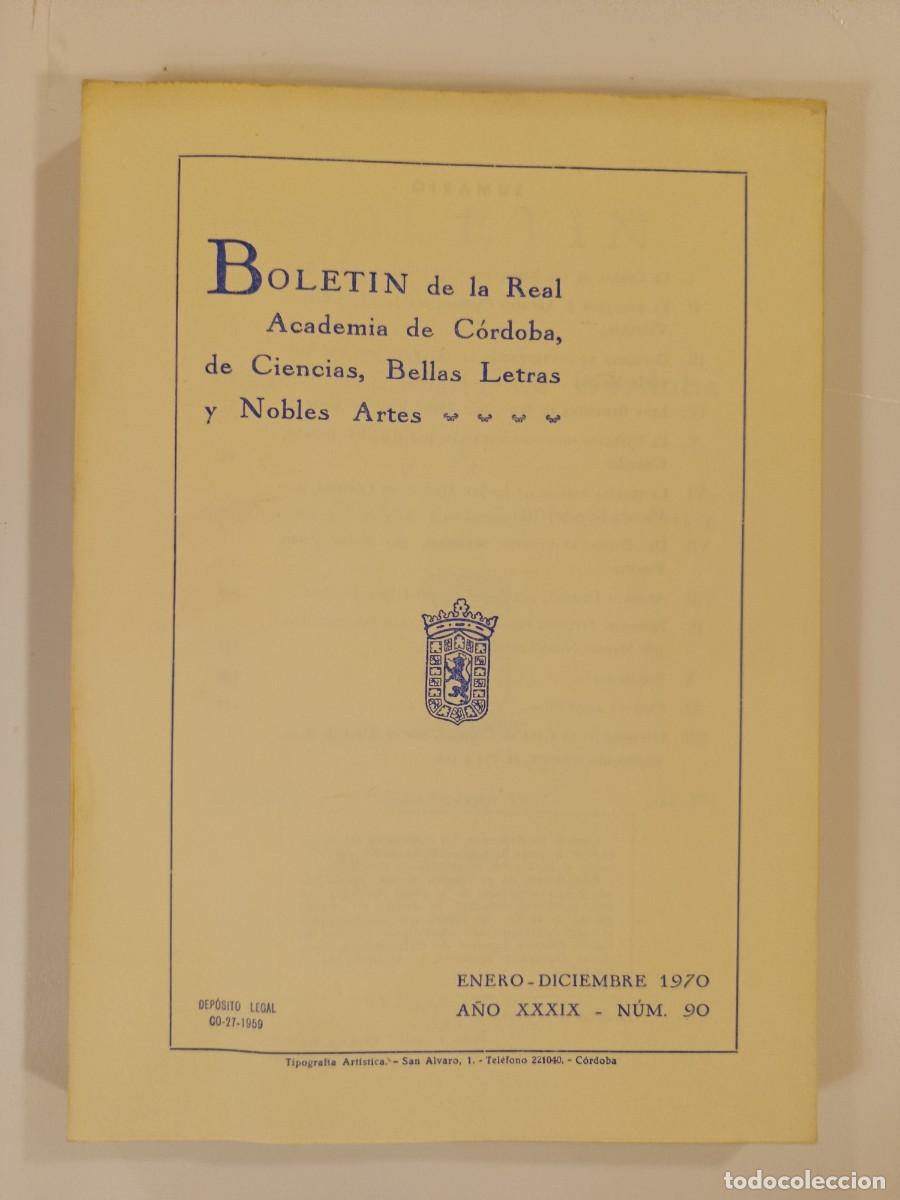 BOLETIN de la Real
Academia de Córdoba,
de Ciencias, Bellas Letras
y Nobles Artes
ENERO - DICIEMBRE 1970
AÑO XXXIX - NÚM. 90
DEPÓSITO LEGAL
CO-27-1959
Tipografía Artística. - San Alvaro, 1. - Teléfono 221040. - Córdoba
todocoleccion